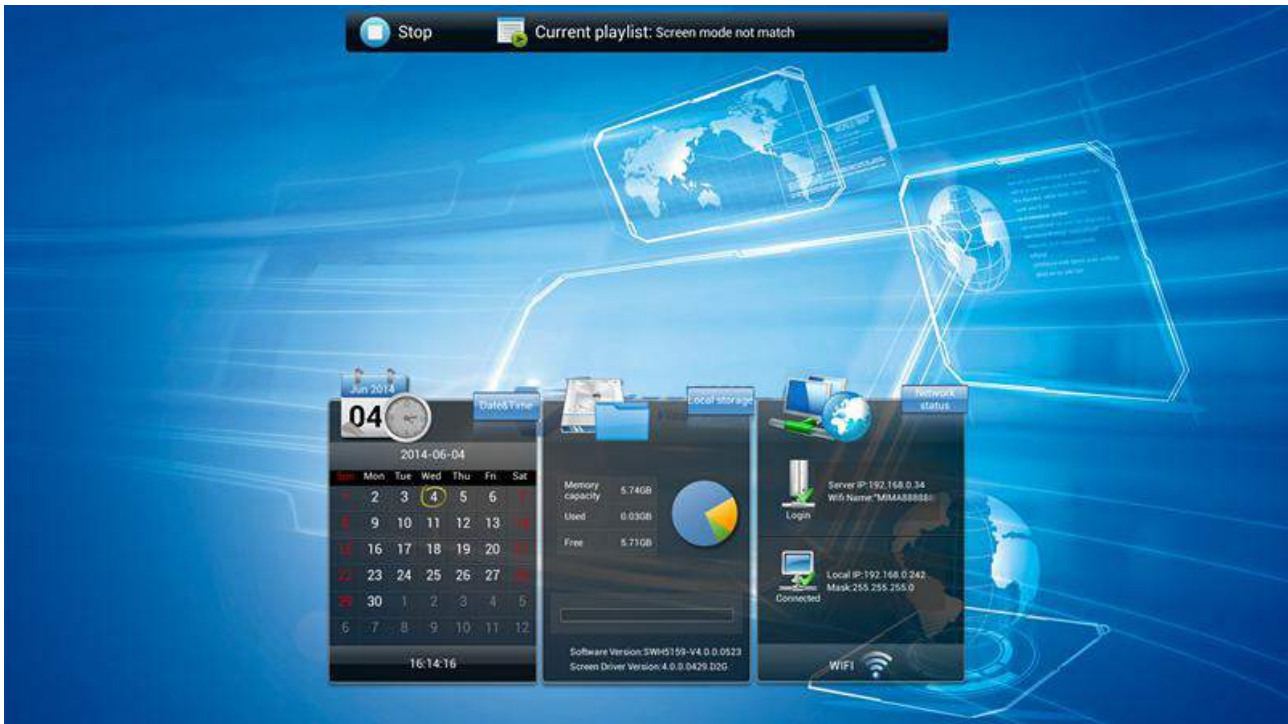 Stop
Current playlist: Screen mode not match
Jun 2014
04
Date&Time
2014-06-04
Sun Mon Tue Wed Thu Fri Sat
1 2 3 4 5 6 7
8 9 10 11 12 13 14
15 16 17 18 19 20 21
22 23 24 25 26 27 28
29 30 1 2 3 4 5
6 7 8 9 10 11 12
16:14:16
Local storage
Memory
capacity 5.74GB
Used 0.03GB
Free 5.71GB
Software Version:SWH5159-V4.0.0.0523
Screen Driver Version:4.0.0.0429.D2G
Network
status
Server IP:192.168.0.34
Wifi Name:"MIMA88888
Login
Local IP:192.168.0.242
Mask:255.255.255.0
Connected
WIFI